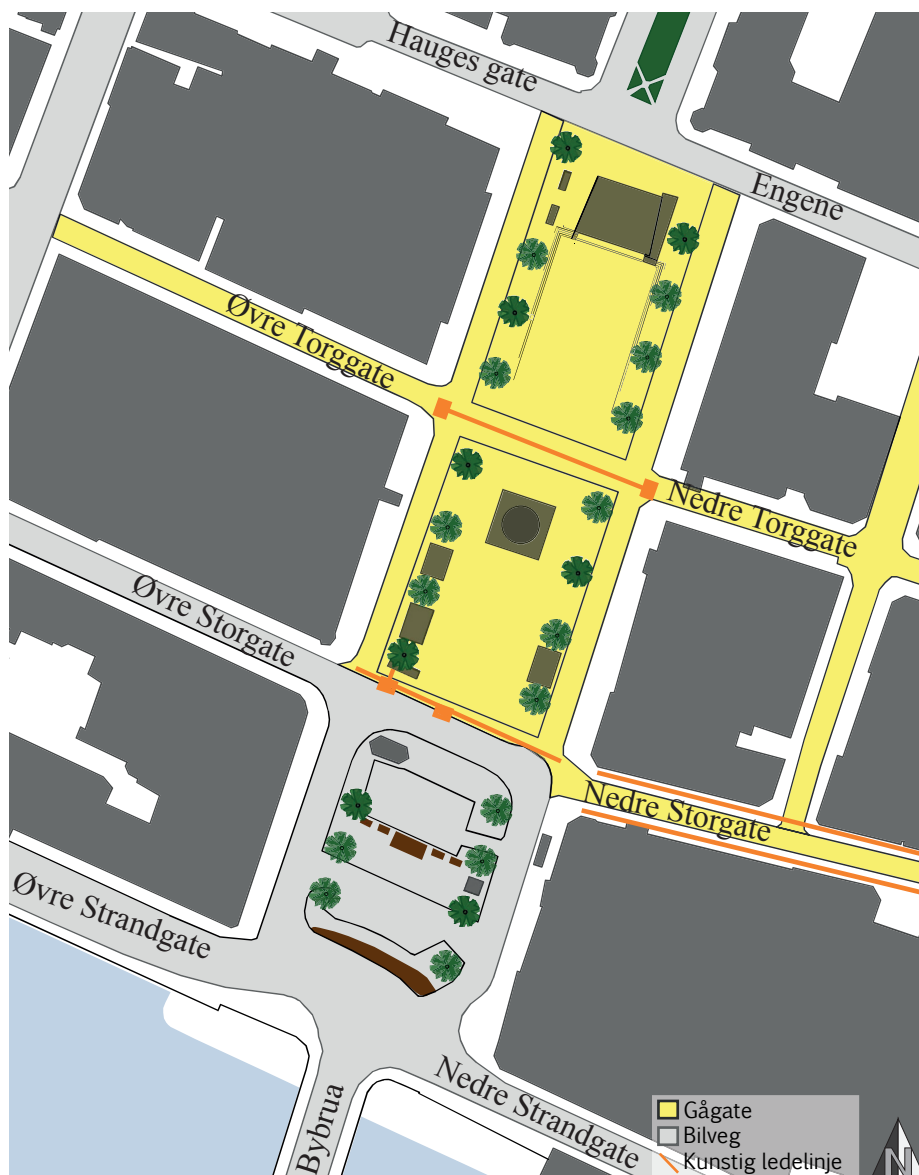 Hauges gate
Engene
Øvre Torggate
Nedre Torggate
Øvre Storgate
Nedre Storgate
Øvre Strandgate
Nedre Strandgate
Bybrua
Gågate
Bilveg
Kunstig ledelinje
N